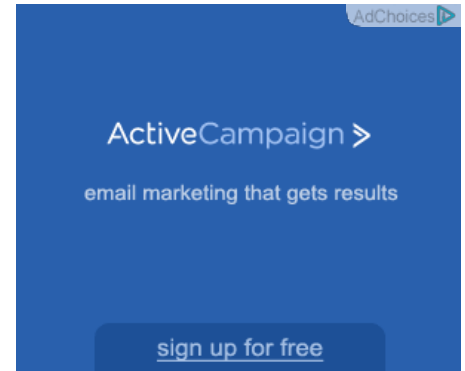 AdChoices
ActiveCampaign
email marketing that gets results
sign up for free